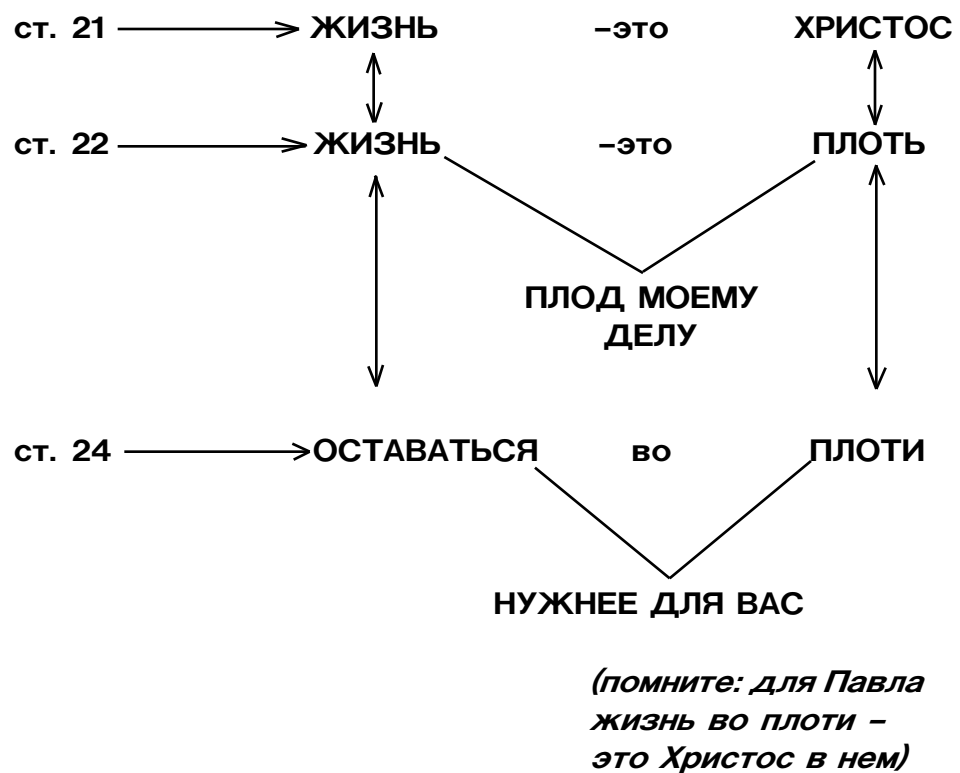 ст. 21 ЖИЗНЬ –это ХРИСТОС
ст. 22 ЖИЗНЬ –это ПЛОТЬ
ПЛОД МОЕМУ
ДЕЛУ
ст. 24 ОСТАВАТЬСЯ во ПЛОТИ
НУЖНЕЕ ДЛЯ ВАС
(помните: для Павла
жизнь во плоти –
это Христос в нем)